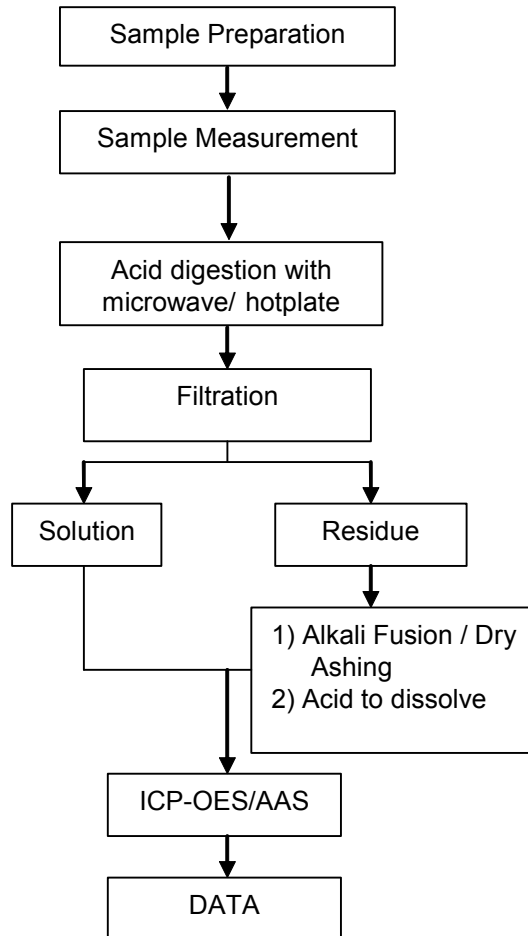 Sample Preparation
Sample Measurement
Acid digestion with
microwave/ hotplate
Filtration
Solution
Residue
1) Alkali Fusion / Dry
Ashing
2) Acid to dissolve
ICP-OES/AAS
DATA